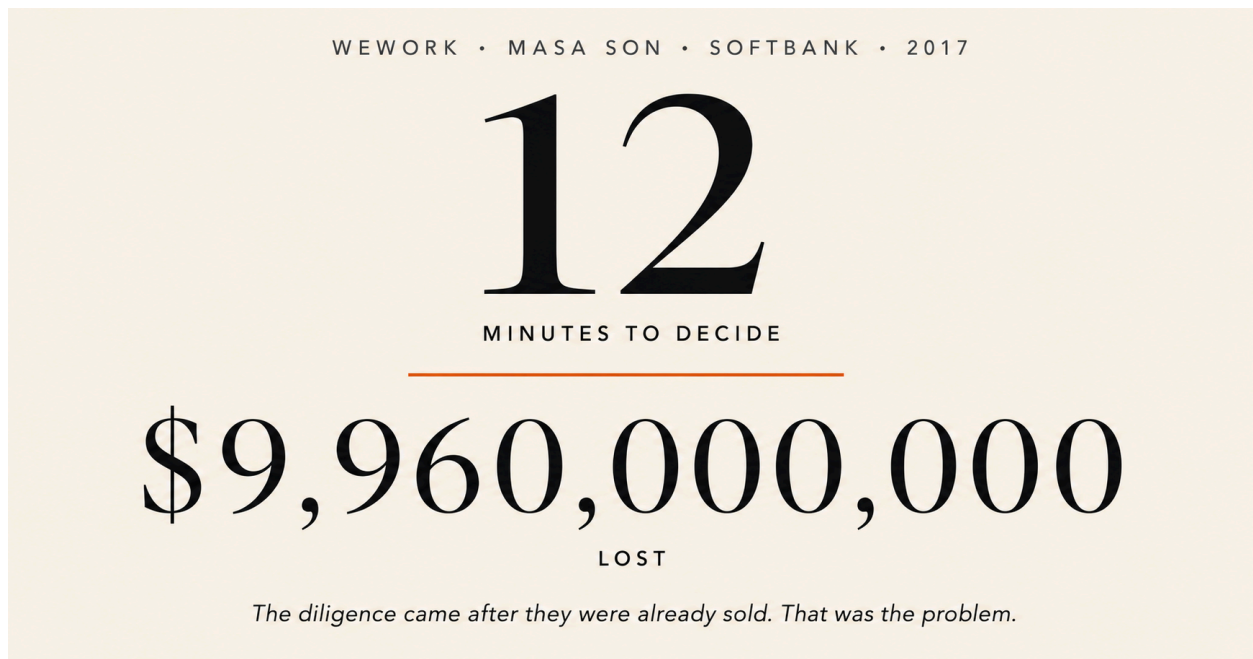 WEWORK • MASA SON • SOFTBANK • 2017
12
MINUTES TO DECIDE
$9,960,000,000
LOST
The diligence came after they were already sold. That was the problem.